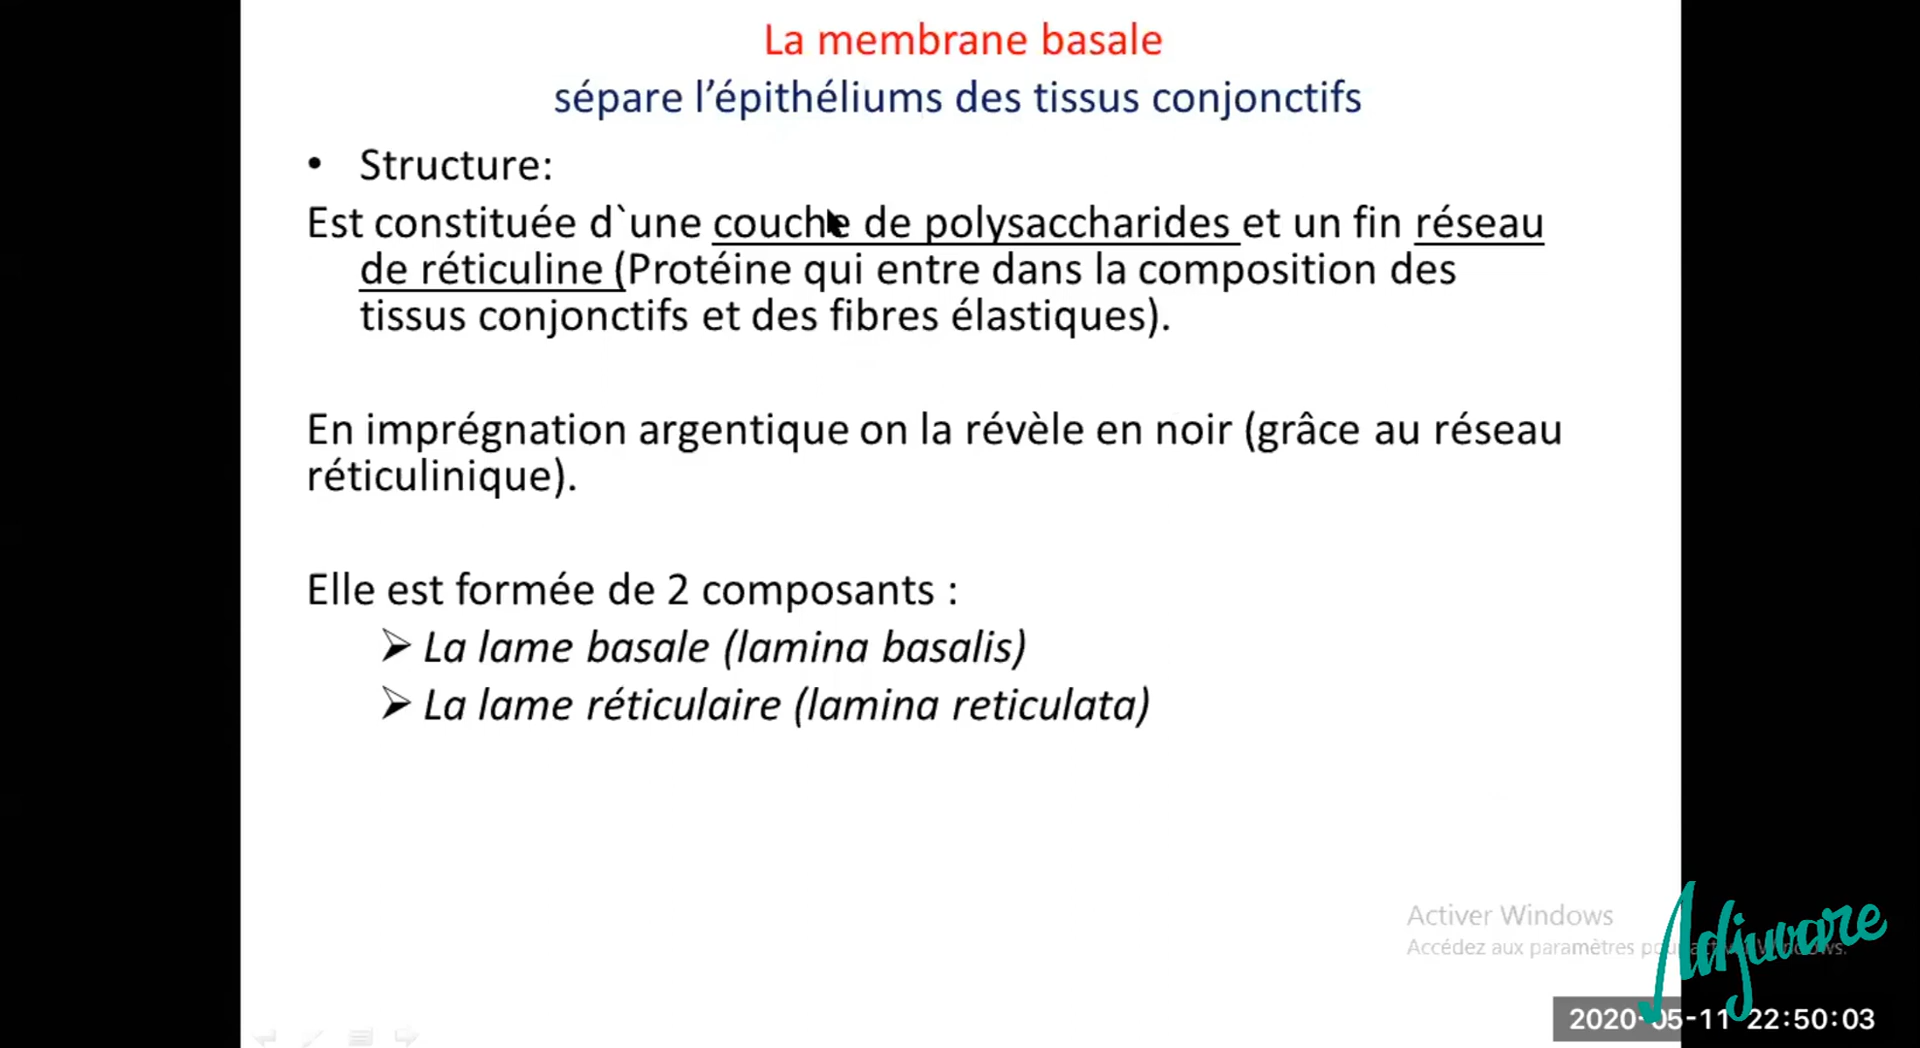 La membrane basale
sépare l’épithéliums des tissus conjonctifs
• Structure:
Est constituée d`une couche de polysaccharides et un fin réseau
de réticuline (Protéine qui entre dans la composition des
tissus conjonctifs et des fibres élastiques).
En imprégnation argentique on la révèle en noir (grâce au réseau
réticulinique).
Elle est formée de 2 composants :
➢ La lame basale (lamina basalis)
➢ La lame réticulaire (lamina reticulata)
Activer Windows
Accédez aux paramètres pour activer Windows.
Adjuware
2020-05-11 22:50:03